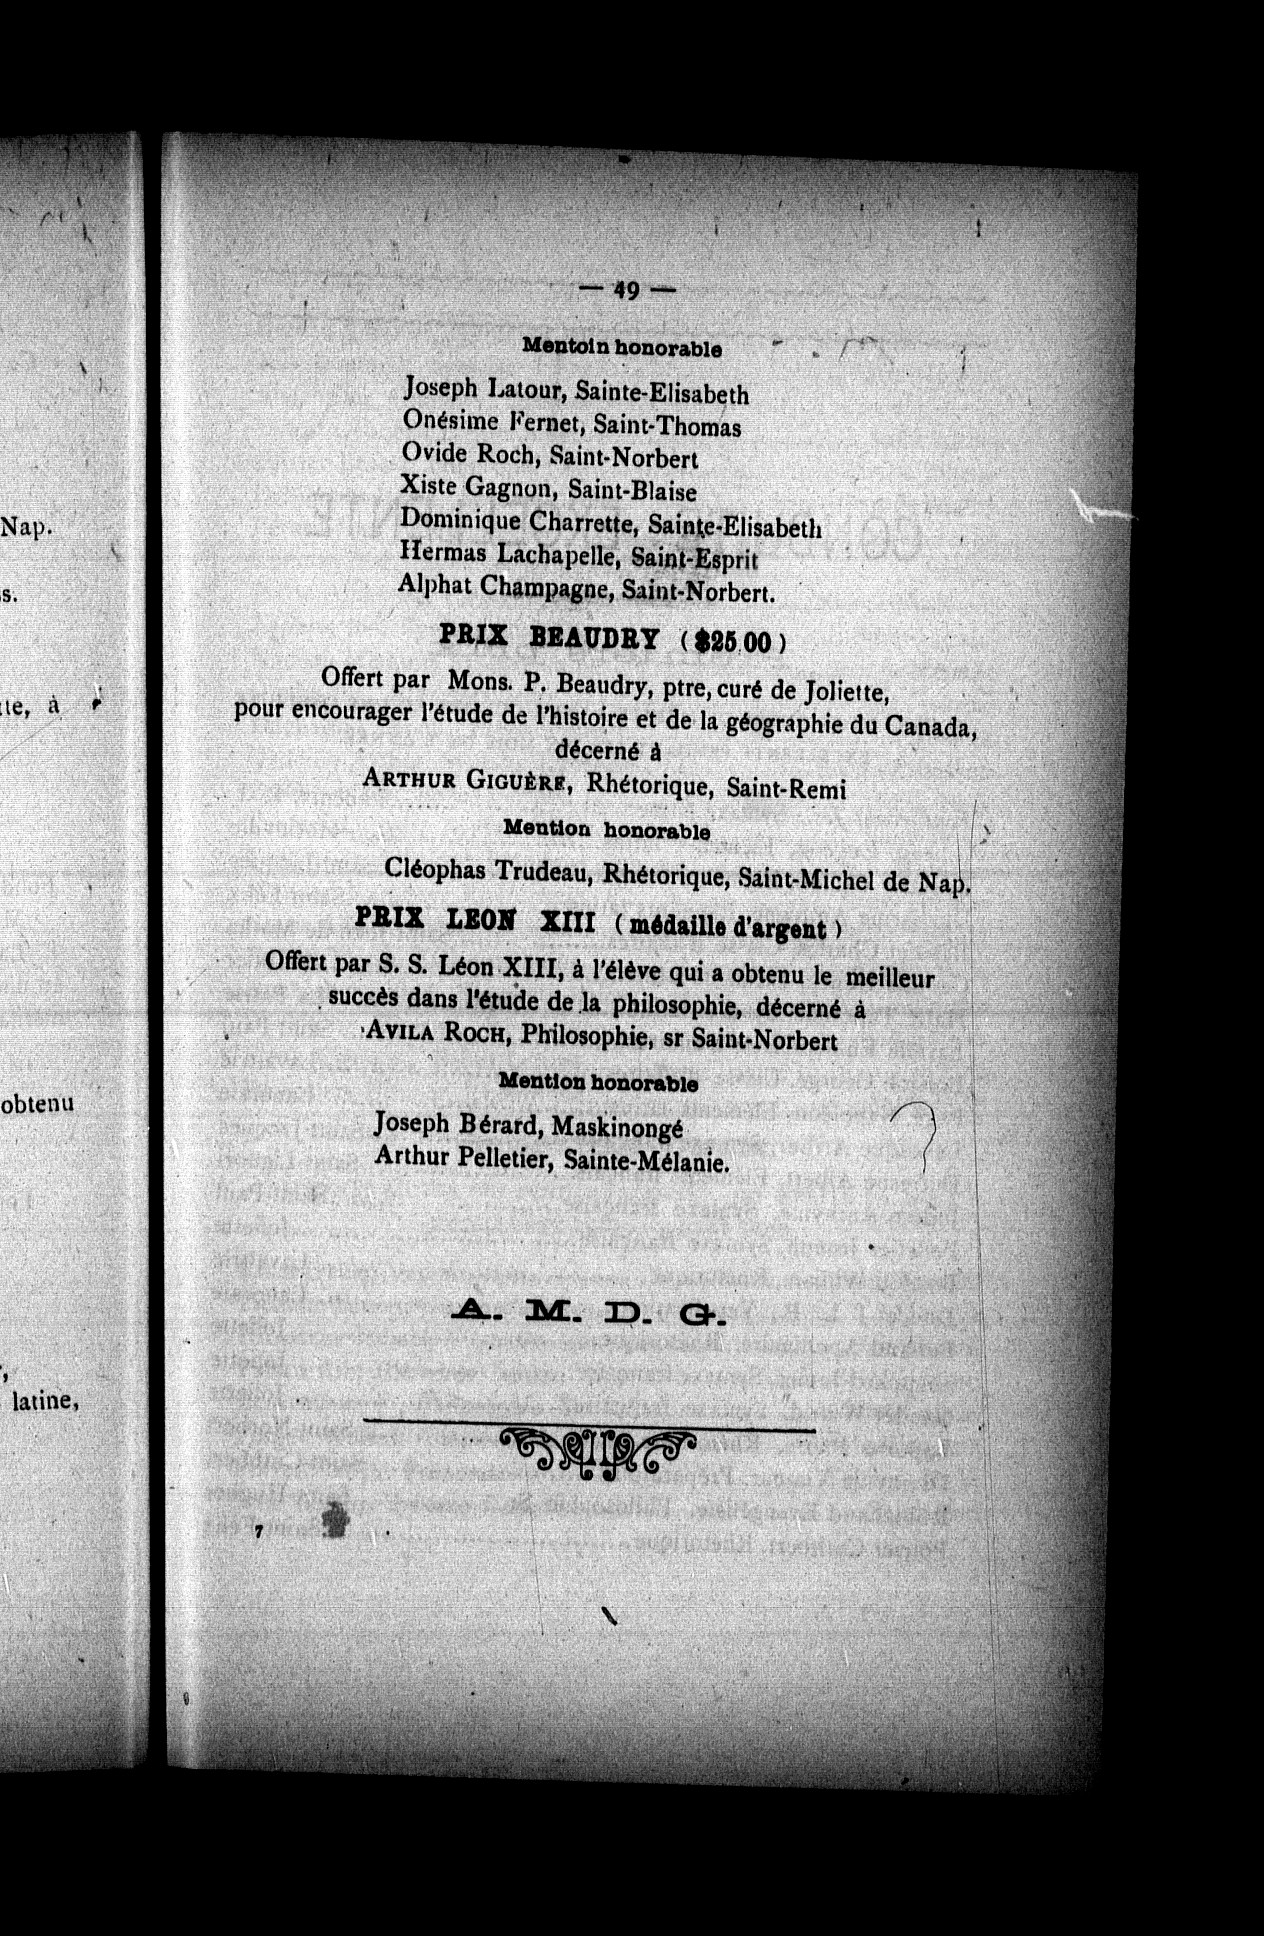 Nap.
s.
tte, à
obtenu
latine,
— 49 —
Mentoin honorable
Joseph Latour, Sainte-Elisabeth
Onésime Fernet, Saint-Thomas
Ovide Roch, Saint-Norbert
Xiste Gagnon, Saint-Blaise
Dominique Charrette, Sainte-Elisabeth
Hermas Lachapelle, Saint-Esprit
Alphat Champagne, Saint-Norbert.
PRIX BEAUDRY ($25.00)
Offert par Mons. P. Beaudry, ptre, curé de Joliette,
pour encourager l'étude de l'histoire et de la géographie du Canada,
décerné à
ARTHUR GIGUÈRE, Rhétorique, Saint-Remi
Mention honorable
Cléophas Trudeau, Rhétorique, Saint-Michel de Nap.
PRIX LEON XIII (médaille d'argent)
Offert par S. S. Léon XIII, à l'élève qui a obtenu le meilleur
succès dans l'étude de la philosophie, décerné à
AVILA ROCH, Philosophie, sr Saint-Norbert
Mention honorable
Joseph Bérard, Maskinongé
Arthur Pelletier, Sainte-Mélanie.
A. M. D. G.
7